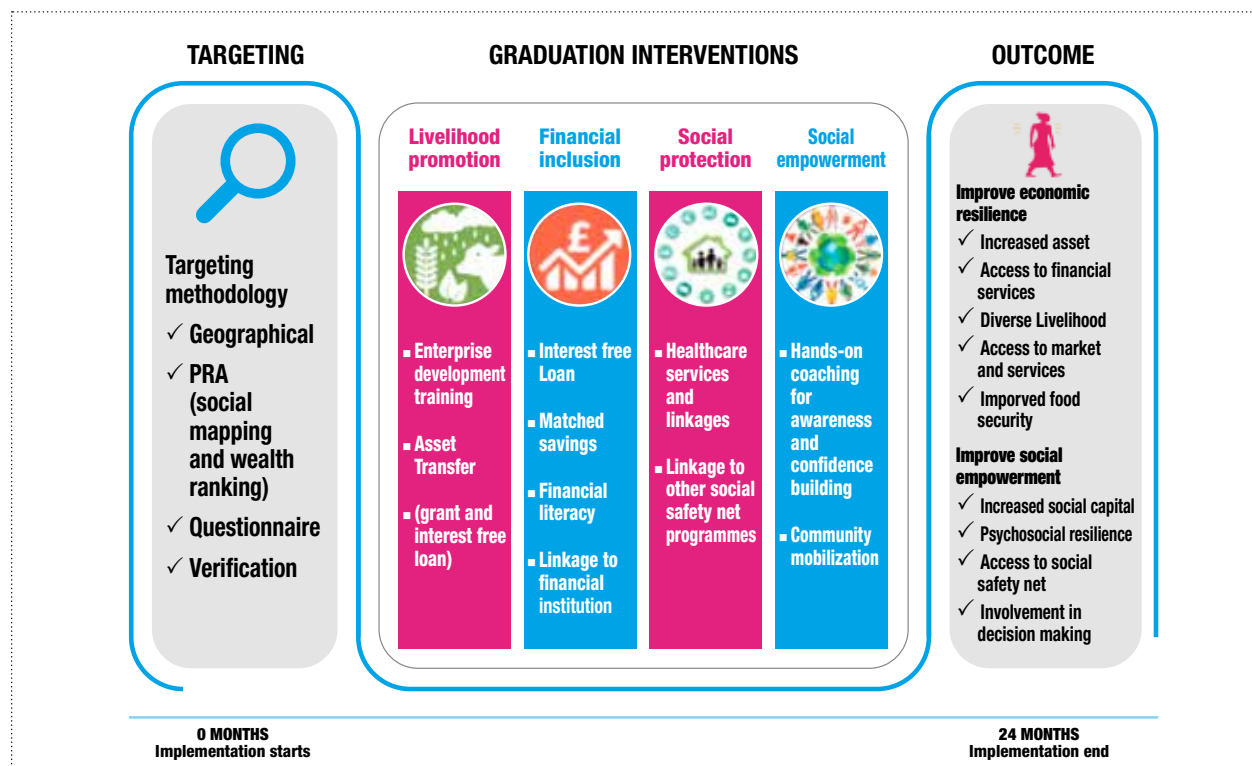 TARGETING
Targeting
methodology
✓ Geographical
✓ PRA
(social
mapping
and wealth
ranking)
✓ Questionnaire
✓ Verification
GRADUATION INTERVENTIONS
Livelihood
promotion
▪ Enterprise
development
training
▪ Asset
Transfer
▪ (grant and
interest free
loan)
Financial
inclusion
£
▪ Interest free
Loan
▪ Matched
savings
▪ Financial
literacy
▪ Linkage to
financial
institution
Social
protection
▪ Healthcare
services
and
linkages
▪ Linkage to
other social
safety net
programmes
Social
empowerment
▪ Hands-on
coaching
for
awareness
and
confidence
building
▪ Community
mobilization
OUTCOME
Improve economic
resilience
✓ Increased asset
✓ Access to financial
services
✓ Diverse Livelihood
✓ Access to market
and services
✓ Imporved food
security
Improve social
empowerment
✓ Increased social capital
✓ Psychosocial resilience
✓ Access to social
safety net
✓ Involvement in
decision making
0 MONTHS
Implementation starts
24 MONTHS
Implementation end